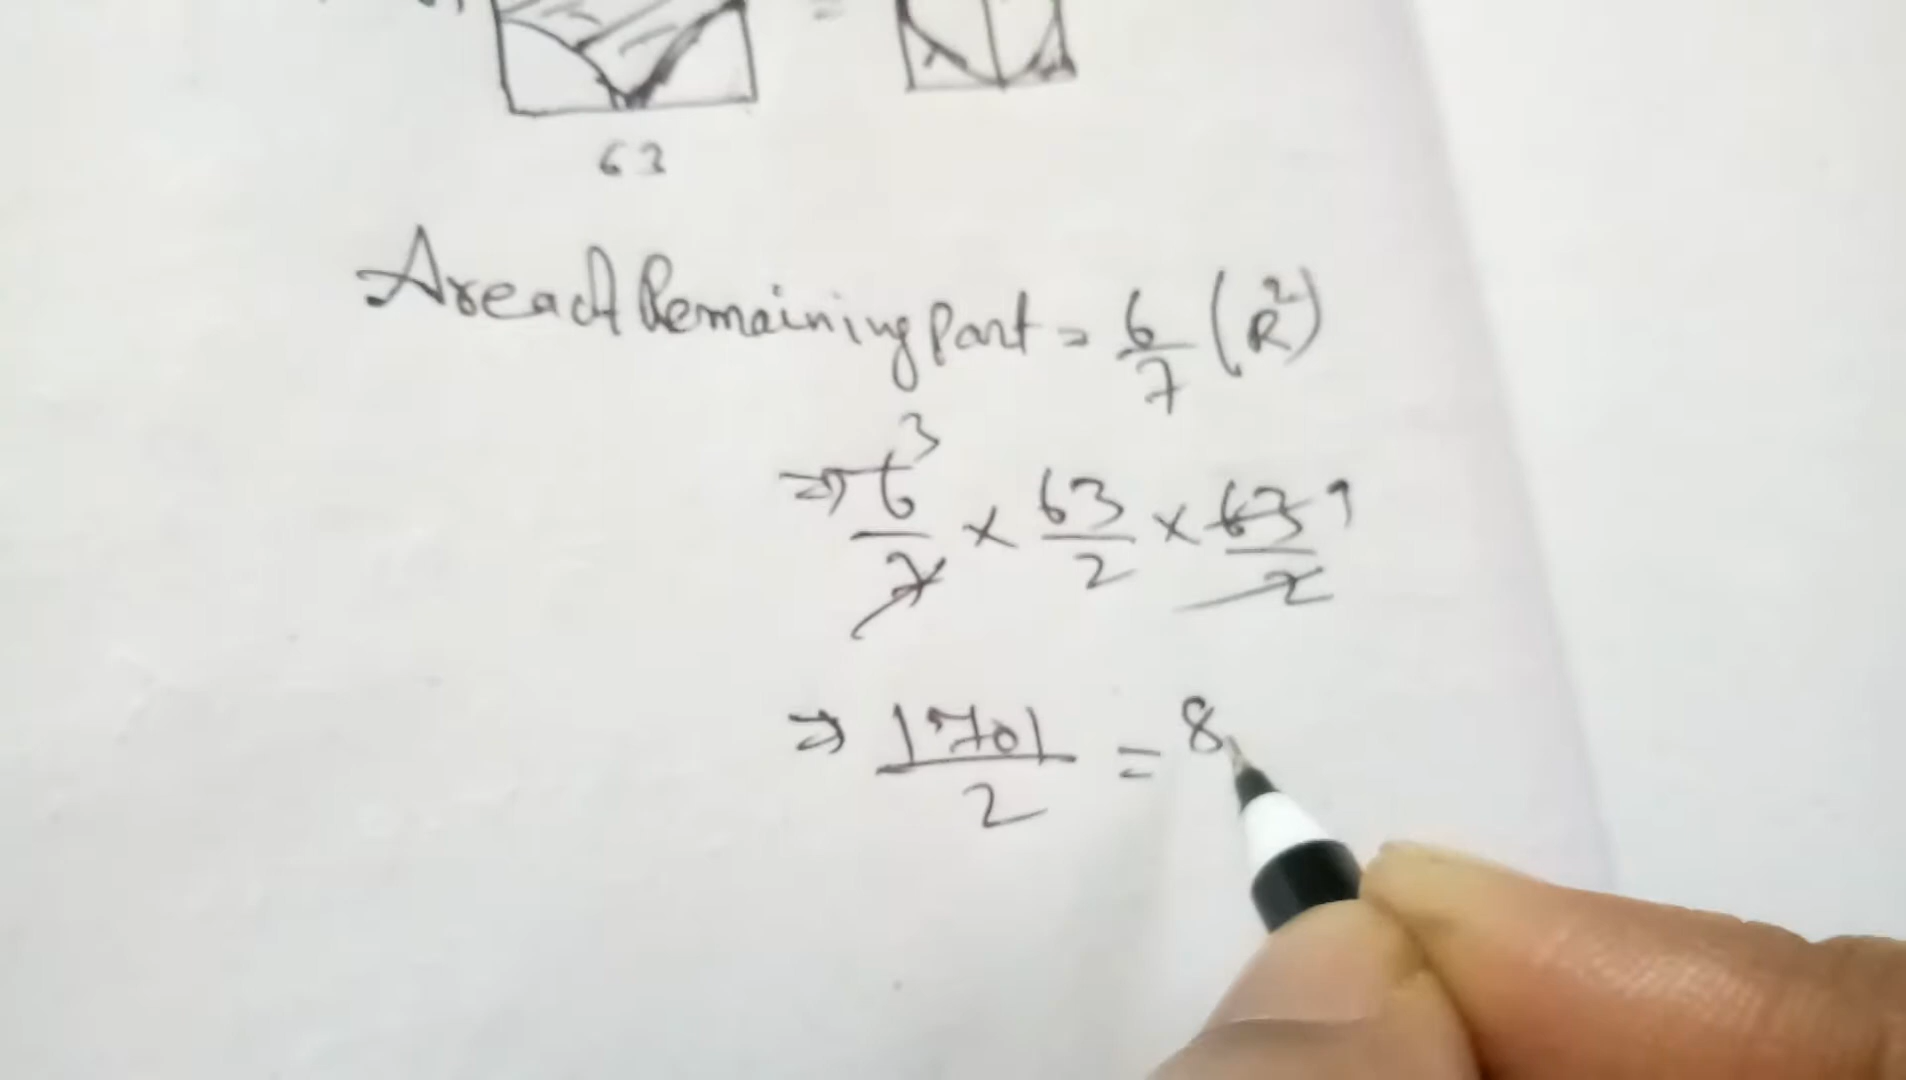 63
Area of Remaining Part = 6/7 (R²)
⇒ 6/7 ³ × 63/2 × 63/2 9
⇒ 1701/2 = 8